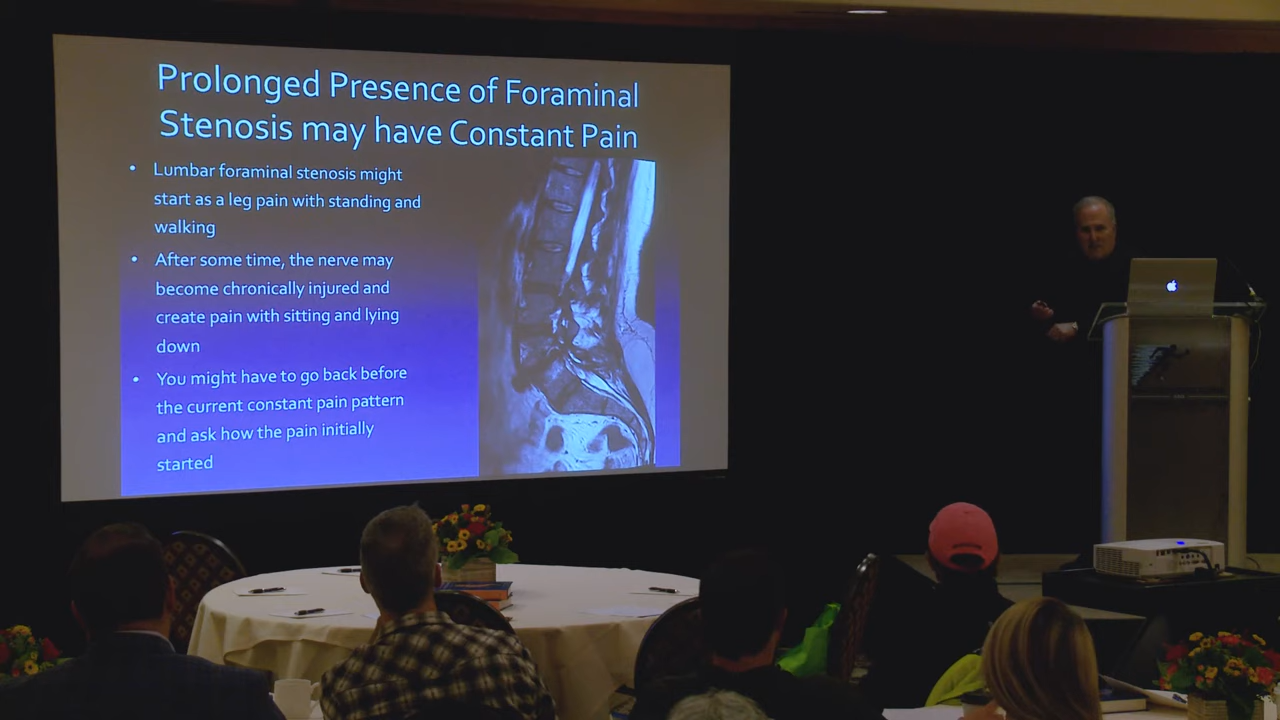 Prolonged Presence of Foraminal
Stenosis may have Constant Pain
• Lumbar foraminal stenosis might
start as a leg pain with standing and
walking
• After some time, the nerve may
become chronically injured and
create pain with sitting and lying
down
• You might have to go back before
the current constant pain pattern
and ask how the pain initially
started